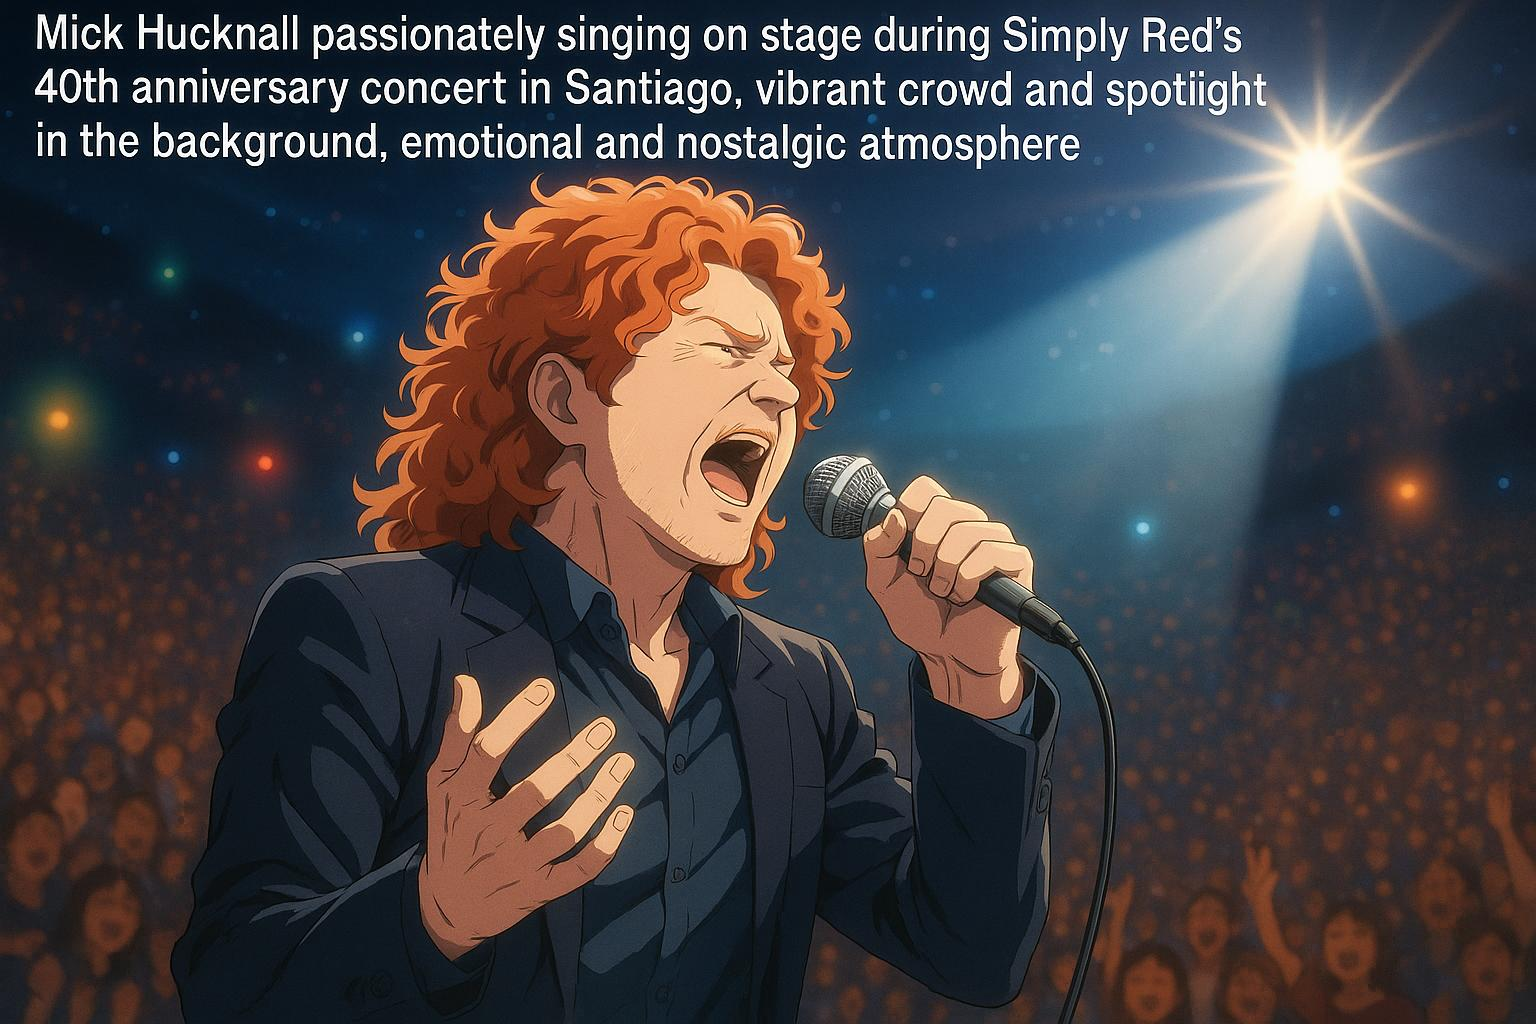 Mick Hucknall passionately singing on stage during Simply Red’s
40th anniversary concert in Santiago, vibrant crowd and spotiight
in the background, emotional and nostalgic atmosphere